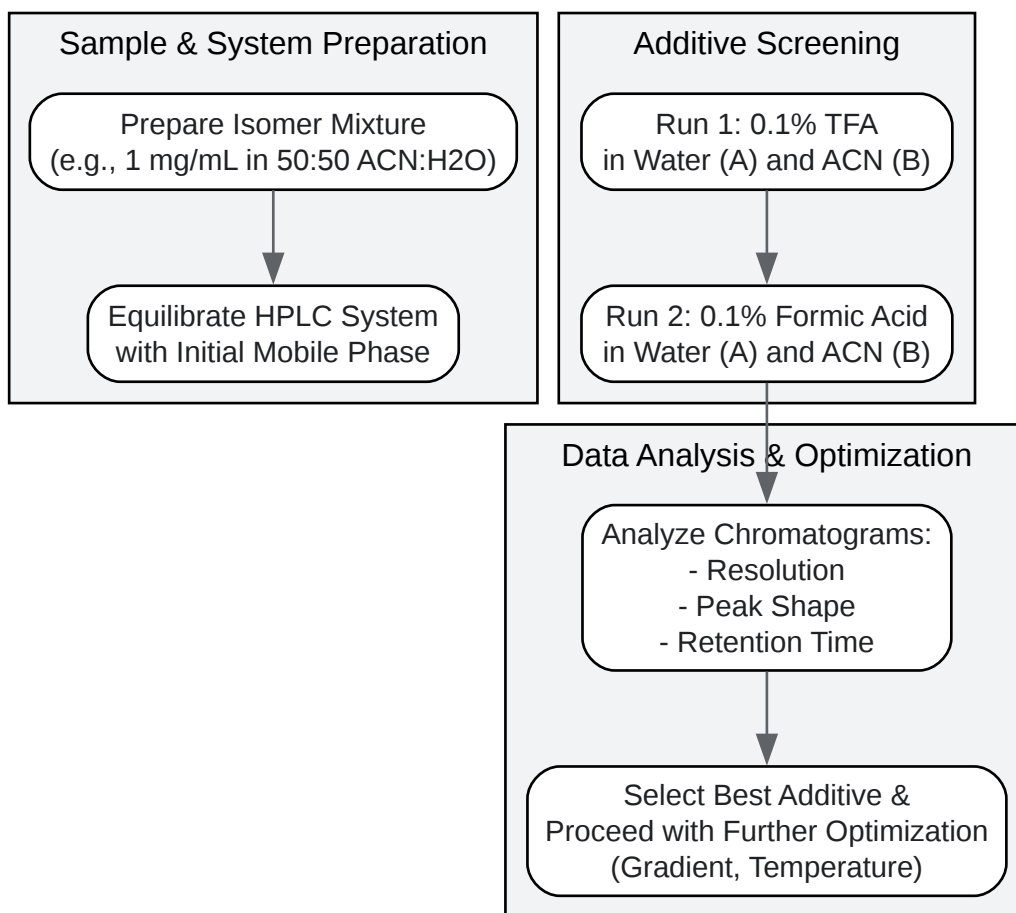 Sample & System Preparation
Prepare Isomer Mixture
(e.g., 1 mg/mL in 50:50 ACN:H2O)
Equilibrate HPLC System
with Initial Mobile Phase
Additive Screening
Run 1: 0.1% TFA
in Water (A) and ACN (B)
Run 2: 0.1% Formic Acid
in Water (A) and ACN (B)
Data Analysis & Optimization
Analyze Chromatograms:
- Resolution
- Peak Shape
- Retention Time
Select Best Additive &
Proceed with Further Optimization
(Gradient, Temperature)